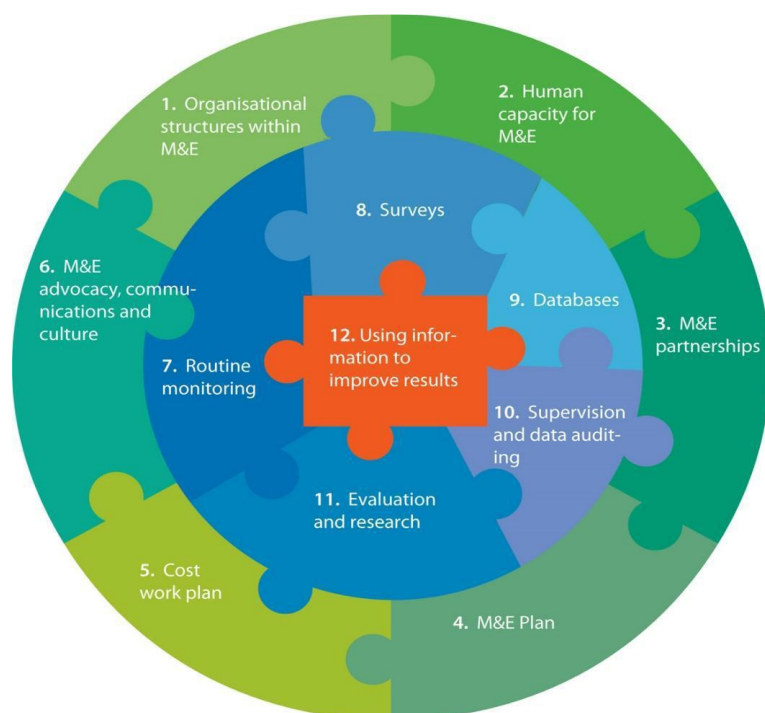 1. Organisational
structures within
M&E
2. Human
capacity for
M&E
3. M&E
partnerships
4. M&E Plan
5. Cost
work plan
6. M&E
advocacy, commu-
nications and
culture
7. Routine
monitoring
8. Surveys
9. Databases
10. Supervision
and data audit-
ing
11. Evaluation
and research
12. Using infor-
mation to
improve results